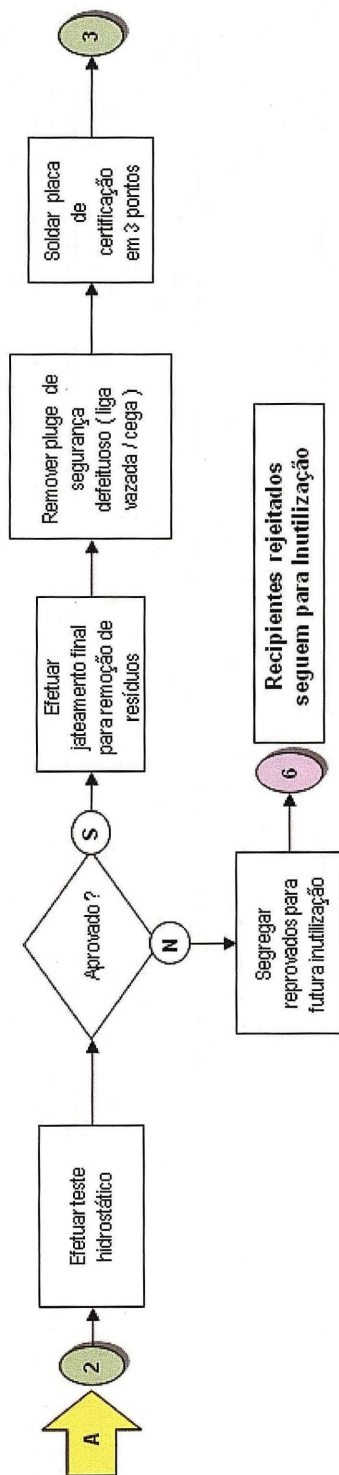 A
2
Efetuar teste
hidrostático
Aprovado ?
S
N
Efetuar
jateamento final
para remoção de
resíduos
Remover pluge de
segurança
defeituoso ( liga
vazada / cega )
Soldar placa
de
certificação
em 3 pontos
3
Segregar
reprovados para
futura inutilização
6
Recipientes rejeitados
seguem para Inutilização